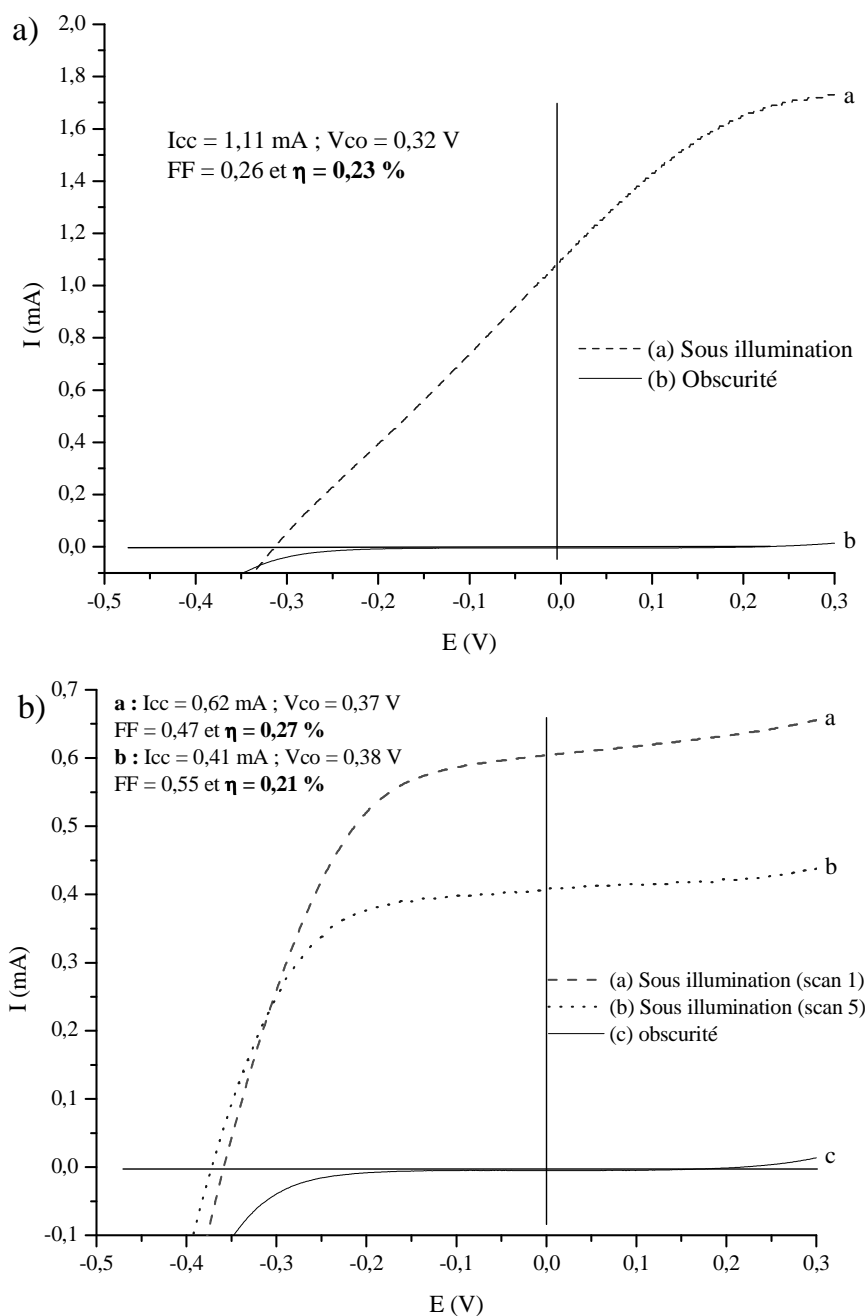 a)
2,0
1,8
1,6
1,4
1,2
1,0
0,8
0,6
0,4
0,2
0,0
I (mA)
Icc = 1,11 mA ; Vco = 0,32 V
FF = 0,26 et η = 0,23 %
a
(a) Sous illumination
(b) Obscurité
b
-0,5 -0,4 -0,3 -0,2 -0,1 0,0 0,1 0,2 0,3
E (V)
b)
0,7
0,6
0,5
0,4
0,3
0,2
0,1
0,0
-0,1
I (mA)
a : Icc = 0,62 mA ; Vco = 0,37 V
FF = 0,47 et η = 0,27 %
b : Icc = 0,41 mA ; Vco = 0,38 V
FF = 0,55 et η = 0,21 %
a
b
(a) Sous illumination (scan 1)
(b) Sous illumination (scan 5)
(c) obscurité
c
-0,5 -0,4 -0,3 -0,2 -0,1 0,0 0,1 0,2 0,3
E (V)